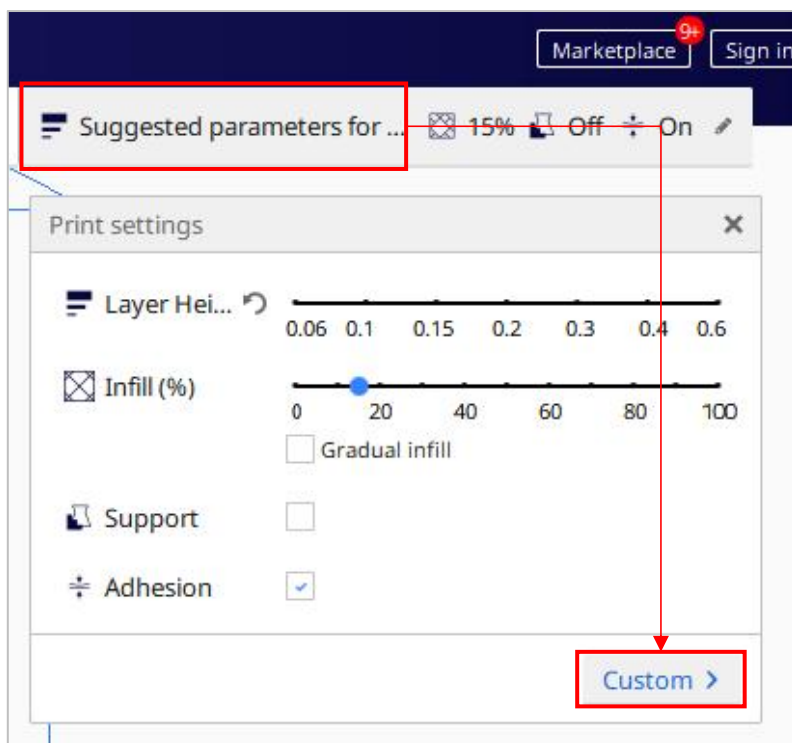 9+
Marketplace Sign in
Suggested parameters for ... 15% Off On
Print settings
Layer Hei...
0.06 0.1 0.15 0.2 0.3 0.4 0.6
Infill (%)
0 20 40 60 80 100
Gradual infill
Support
Adhesion
Custom